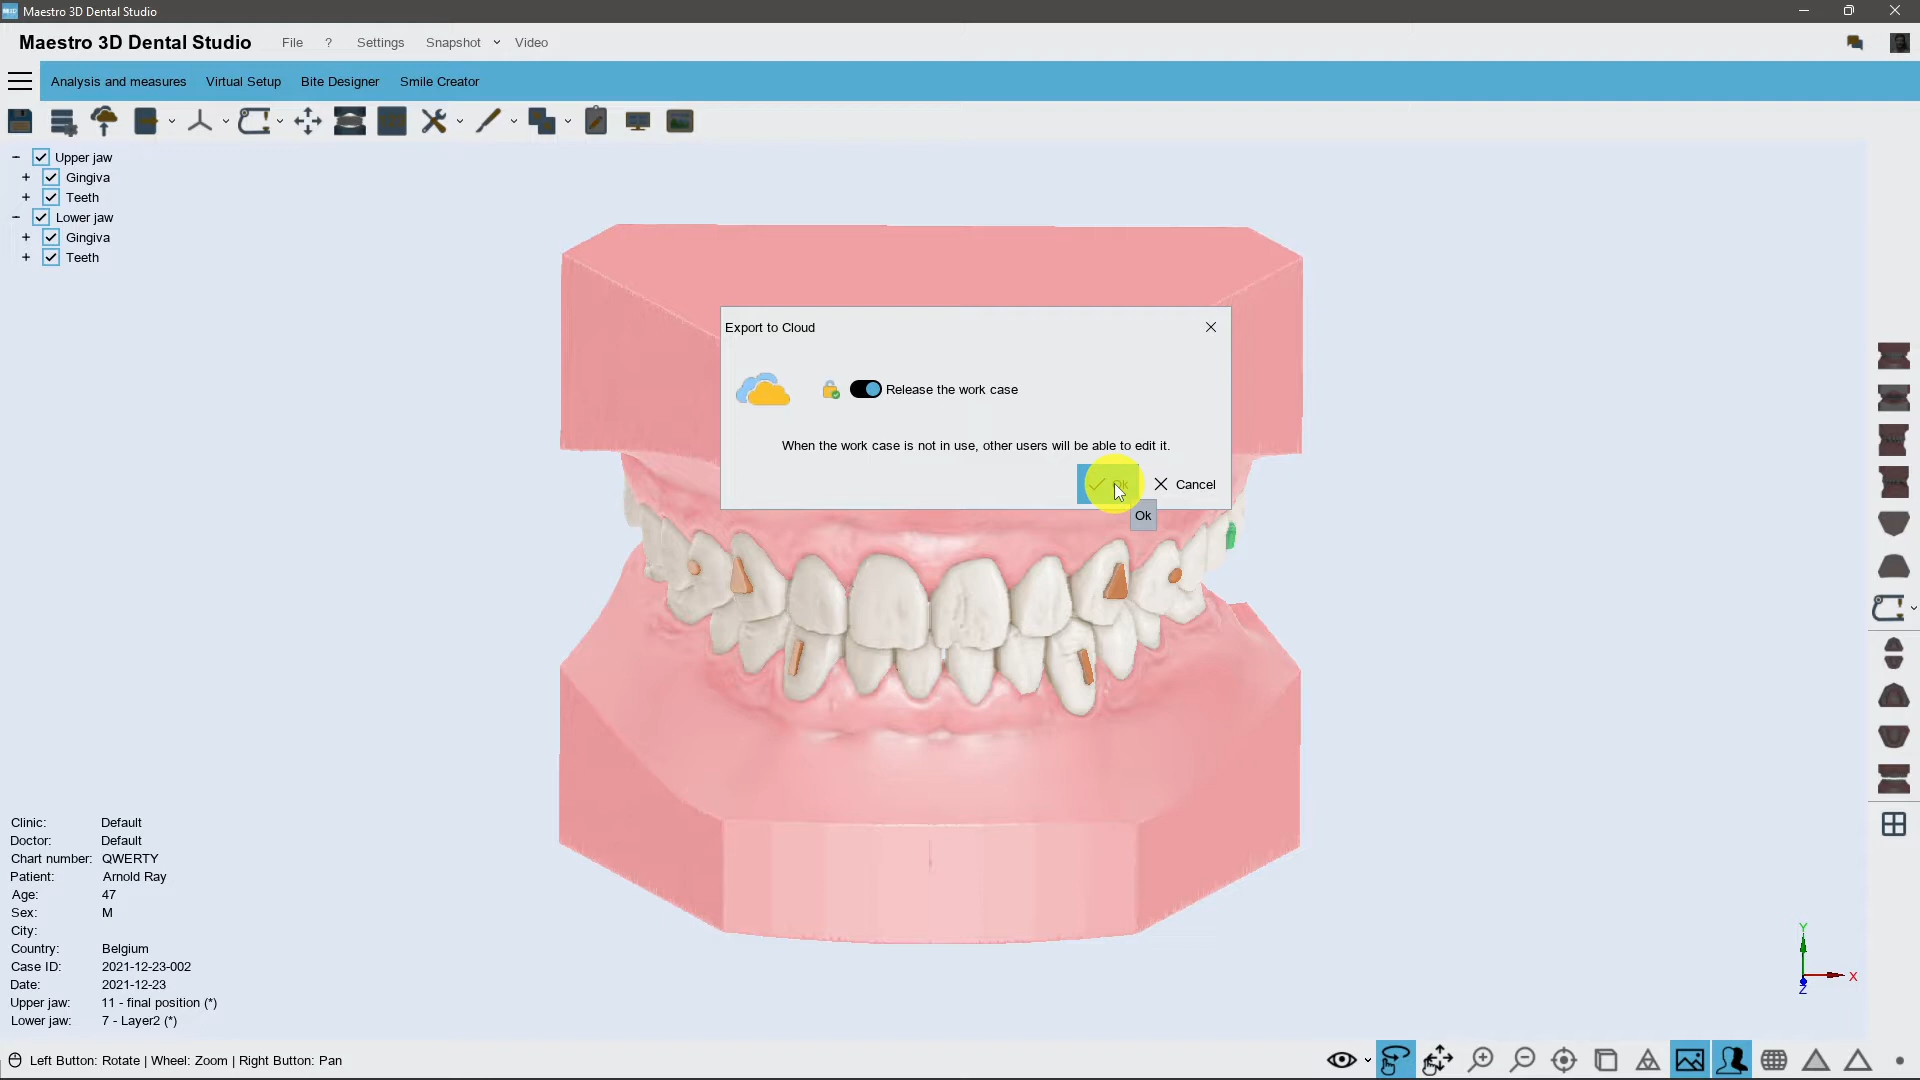 Maestro 3D Dental Studio
Maestro 3D Dental Studio File ? Settings Snapshot Video
Analysis and measures Virtual Setup Bite Designer Smile Creator
Upper jaw
Gingiva
Teeth
Lower jaw
Gingiva
Teeth
Export to Cloud
Release the work case
When the work case is not in use, other users will be able to edit it.
Ok Cancel
Ok
Clinic: Default
Doctor: Default
Chart number: QWERTY
Patient: Arnold Ray
Age: 47
Sex: M
City:
Country: Belgium
Case ID: 2021-12-23-002
Date: 2021-12-23
Upper jaw: 11 - final position (*)
Lower jaw: 7 - Layer2 (*)
Y
X
Z
Left Button: Rotate | Wheel: Zoom | Right Button: Pan